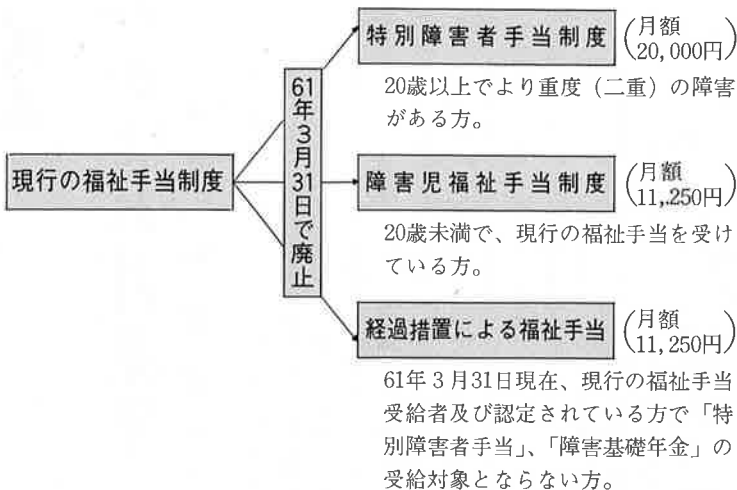 現行の福祉手当制度
61年3月31日で廃止
特別障害者手当制度
(月額
20,000円)
20歳以上でより重度（二重）の障害
がある方。
障害児福祉手当制度
(月額
11,250円)
20歳未満で、現行の福祉手当を受け
ている方。
経過措置による福祉手当
(月額
11,250円)
61年3月31日現在、現行の福祉手当
受給者及び認定されている方で「特
別障害者手当」、「障害基礎年金」の
受給対象とならない方。